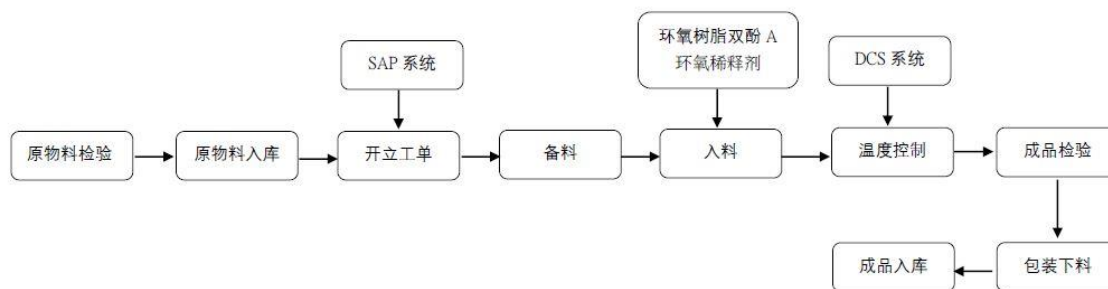 环氧树脂双酚 A
环氧稀释剂
SAP 系统
DCS 系统
原物料检验
原物料入库
开立工单
备料
入料
温度控制
成品检验
成品入库
包装下料